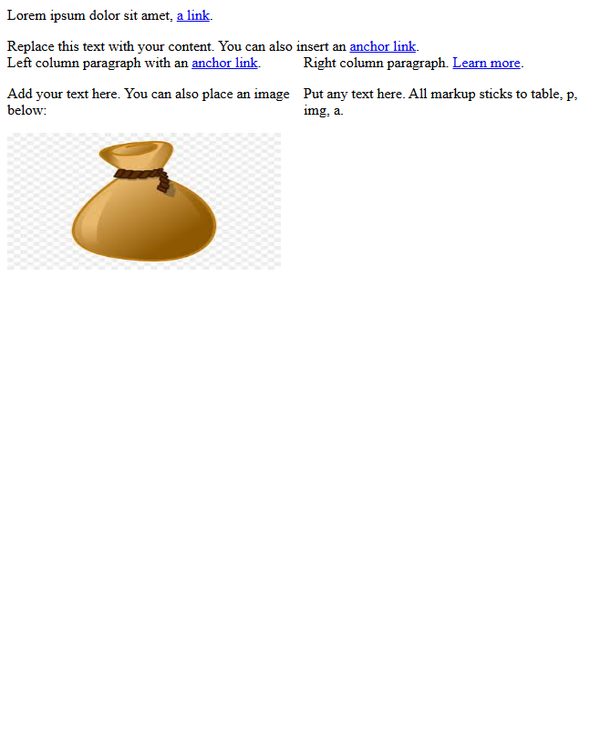 Lorem ipsum dolor sit amet, a link.
Replace this text with your content. You can also insert an anchor link.
Left column paragraph with an anchor link.
Add your text here. You can also place an image
below:
Right column paragraph. Learn more.
Put any text here. All markup sticks to table, p,
img, a.